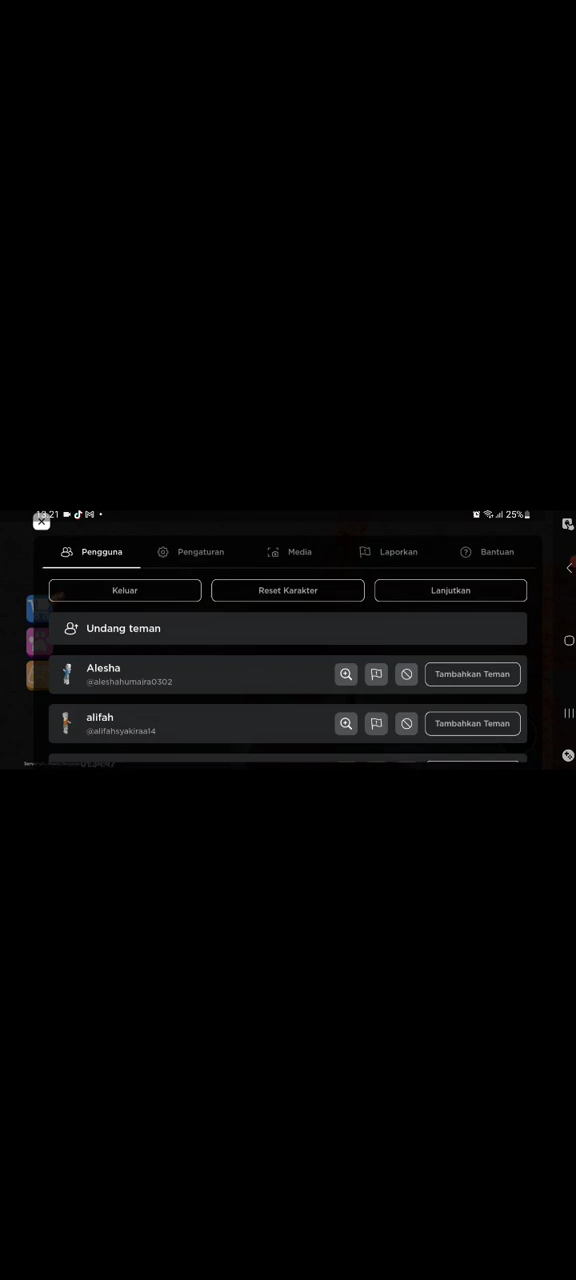 13.21
25%
Pengguna
Pengaturan
Media
Laporkan
Bantuan
Keluar
Reset Karakter
Lanjutkan
Undang teman
Alesha
@aleshahumaira0302
Tambahkan Teman
alifah
@alifahsyakiraa14
Tambahkan Teman